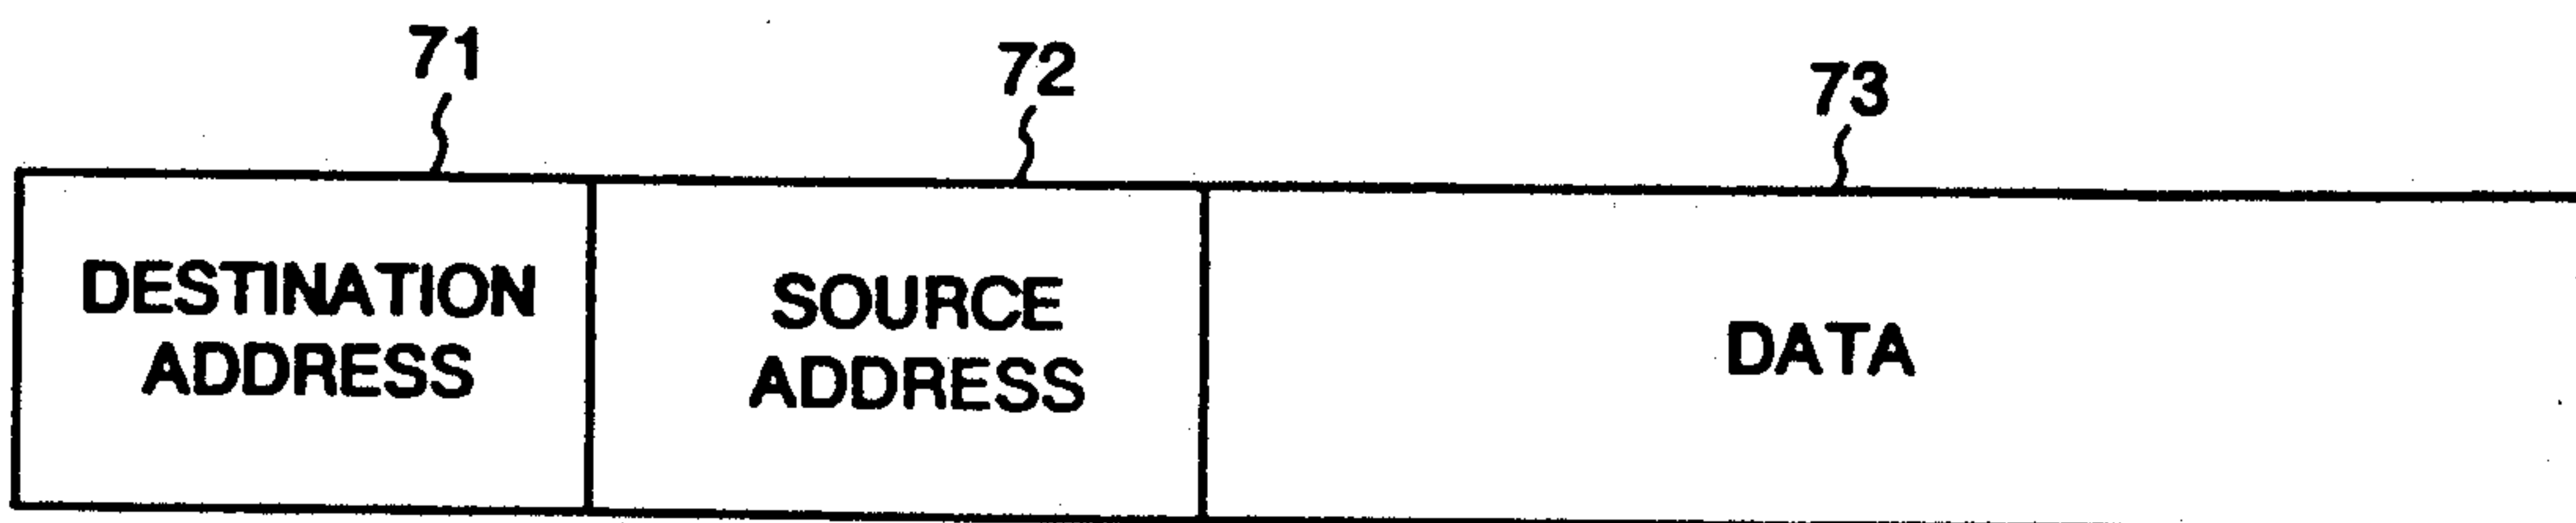 71 72 73
DESTINATION ADDRESS
SOURCE ADDRESS
DATA